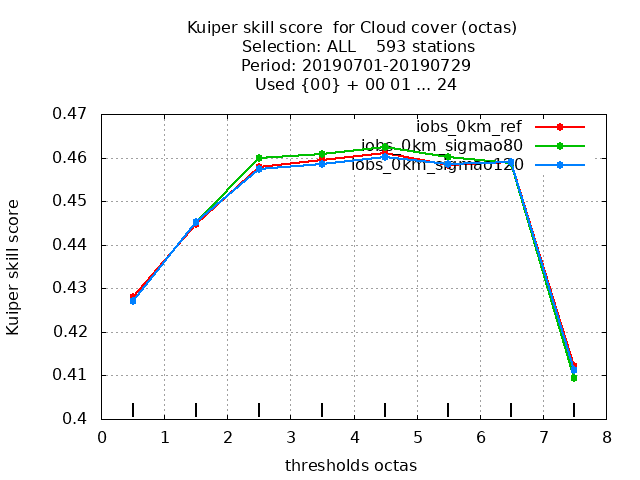 Kuiper skill score  for Cloud cover (octas)
Selection: ALL    593 stations
Period: 20190701-20190729
Used {00} + 00 01 ... 24
Kuiper skill score
0.47
0.46
0.45
0.44
0.43
0.42
0.41
0.4
iobs_0km_ref
iobs_0km_sigmao80
iobs_0km_sigmao120
0 1 2 3 4 5 6 7 8
thresholds octas